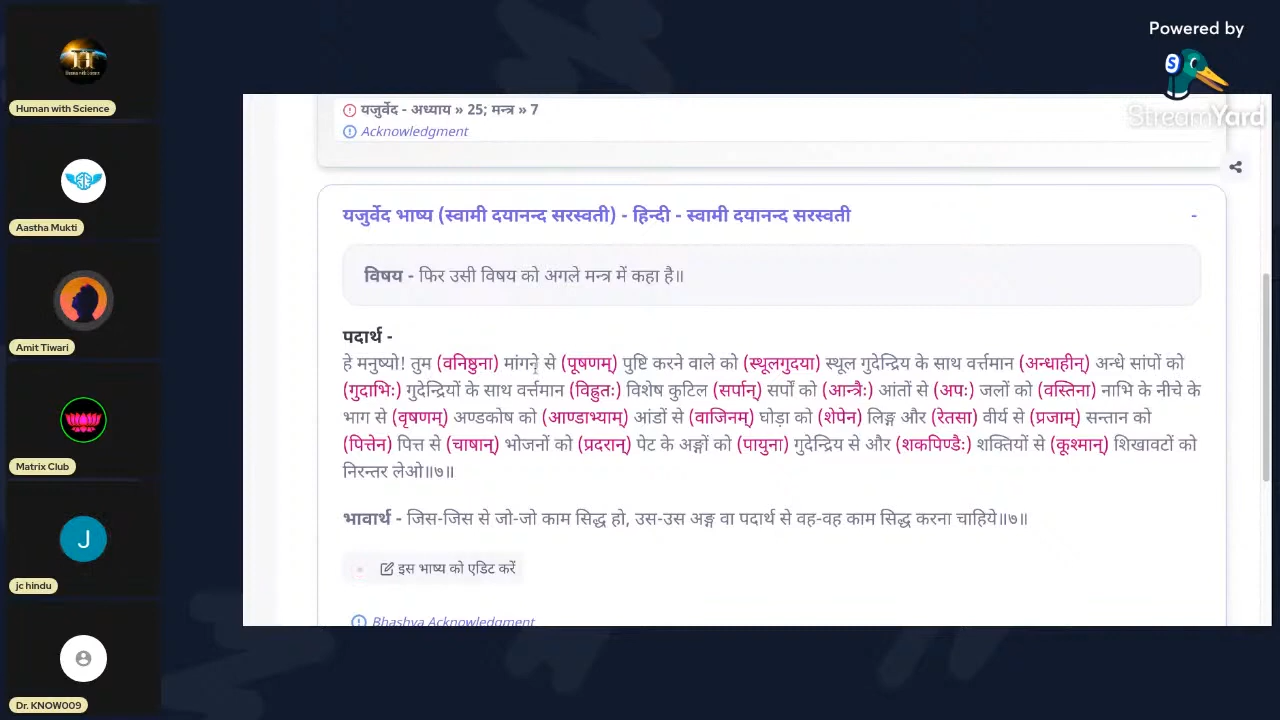 Powered by
StreamYard
Human with Science
Aastha Mukti
Amit Tiwari
Matrix Club
J
jc hindu
Dr. KNOW009
यजुर्वेद - अध्याय » 25; मन्त्र » 7
Acknowledgment
यजुर्वेद भाष्य (स्वामी दयानन्द सरस्वती) - हिन्दी - स्वामी दयानन्द सरस्वती
-
विषय - फिर उसी विषय को अगले मन्त्र में कहा है॥
पदार्थ -
हे मनुष्यो! तुम (वनिष्ठुना) मांगने से (पूषणम्) पुष्टि करने वाले को (स्थूलगुदया) स्थूल गुदेन्द्रिय के साथ वर्त्तमान (अन्धाहीन्) अन्धे सांपों को
(गुदाभिः) गुदेन्द्रियों के साथ वर्त्तमान (विह्रुतः) विशेष कुटिल (सर्पान्) सर्पों को (आन्त्रैः) आंतों से (अपः) जलों को (वस्तिना) नाभि के नीचे के
भाग से (वृषणम्) अण्डकोष को (आण्डाभ्याम्) आंडों से (वाजिनम्) घोड़ा को (शेपेन) लिङ्ग और (रेतसा) वीर्य से (प्रजाम्) सन्तान को
(पित्तेन) पित्त से (चाषान्) भोजनों को (प्रदरान्) पेट के अङ्गों को (पायुना) गुदेन्द्रिय से और (शकपिण्डैः) शक्तियों से (कूश्मान्) शिखावटों को
निरन्तर लेओ॥७॥
भावार्थ - जिस-जिस से जो-जो काम सिद्ध हो, उस-उस अङ्ग वा पदार्थ से वह-वह काम सिद्ध करना चाहिये॥७॥
इस भाष्य को एडिट करें
Bhashya Acknowledgment